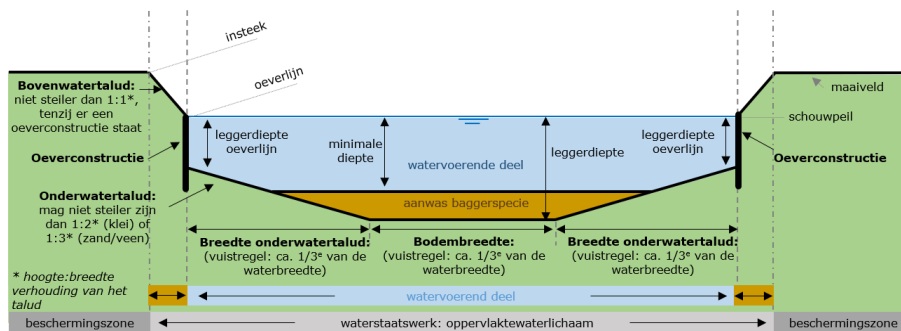 insteek
oeverlijn
Bovenwatertalud:
niet steiler dan 1:1*,
tenzij er een
oeverconstructie staat
maaiveld
schouwpeil
leggerdiepte
oeverlijn
minimale
diepte
leggerdiepte
leggerdiepte
oeverlijn
Oeverconstructie
watervoerende deel
Oeverconstructie
Onderwatertalud:
mag niet steiler zijn
dan 1:2* (klei) of
1:3* (zand/veen)
aanwas baggerspecie
Breedte onderwatertalud:
(vuistregel: ca. 1/3ᵉ van de
waterbreedte)
Bodembreedte:
(vuistregel: ca. 1/3ᵉ van de
waterbreedte)
Breedte onderwatertalud:
(vuistregel: ca. 1/3ᵉ van de
waterbreedte)
* hoogte:breedte
verhouding van het
talud
watervoerend deel
beschermingszone
waterstaatswerk: oppervlaktewaterlichaam
beschermingszone